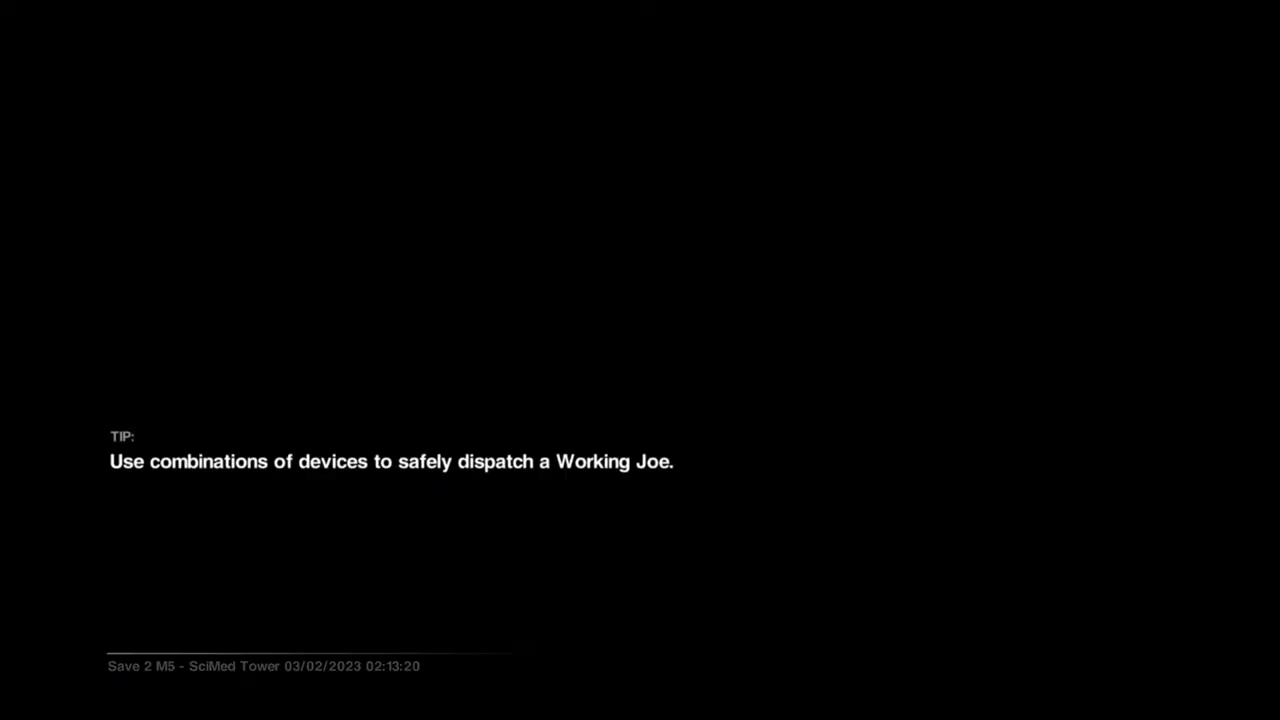 TIP:
Use combinations of devices to safely dispatch a Working Joe.
Save 2 M5 - SciMed Tower 03/02/2023 02:13:20